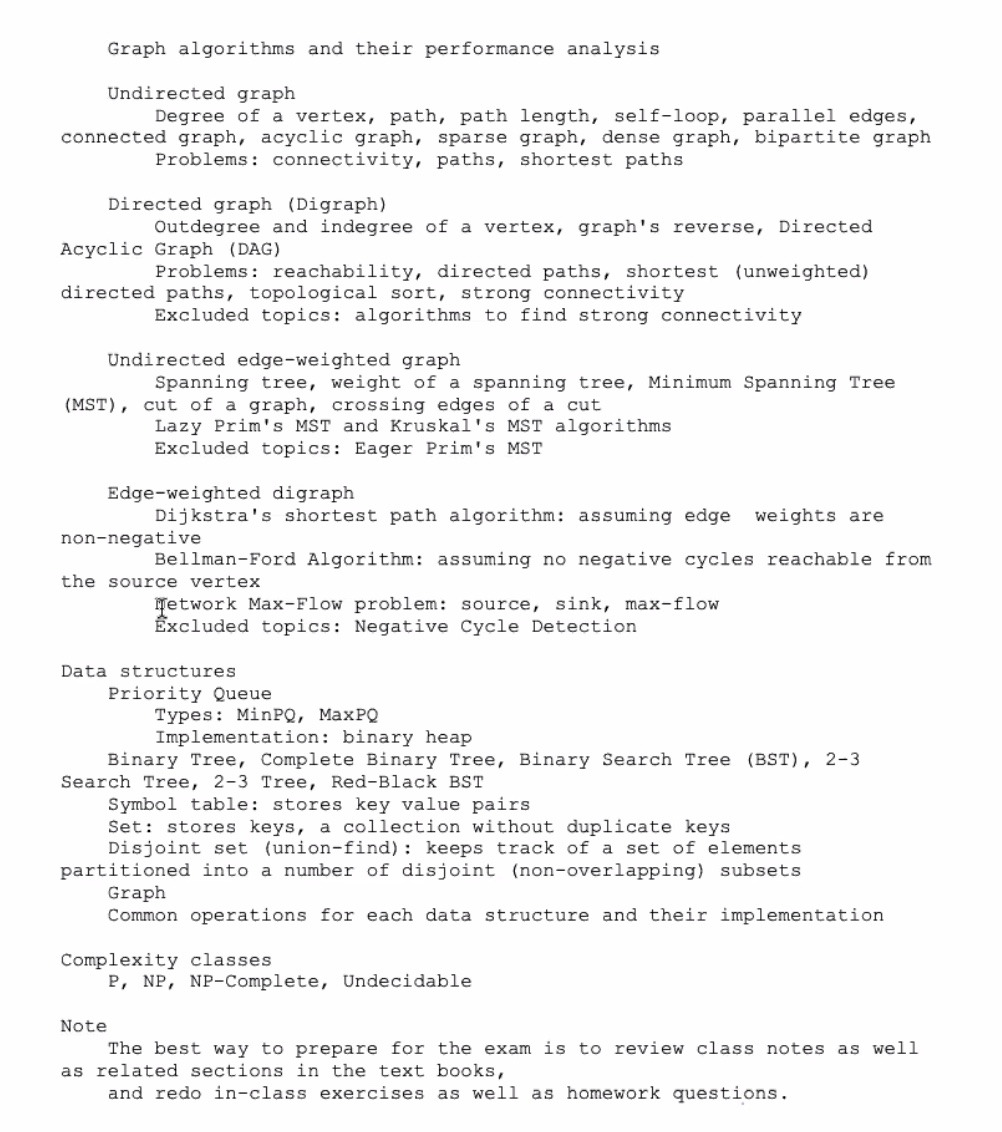 Graph algorithms and their performance analysis
Undirected graph
Degree of a vertex, path, path length, self-loop, parallel edges,
connected graph, acyclic graph, sparse graph, dense graph, bipartite graph
Problems: connectivity, paths, shortest paths
Directed graph (Digraph)
Outdegree and indegree of a vertex, graph's reverse, Directed
Acyclic Graph (DAG)
Problems: reachability, directed paths, shortest (unweighted)
directed paths, topological sort, strong connectivity
Excluded topics: algorithms to find strong connectivity
Undirected edge-weighted graph
Spanning tree, weight of a spanning tree, Minimum Spanning Tree
(MST), cut of a graph, crossing edges of a cut
Lazy Prim's MST and Kruskal's MST algorithms
Excluded topics: Eager Prim's MST
Edge-weighted digraph
Dijkstra's shortest path algorithm: assuming edge  weights are
non-negative
Bellman-Ford Algorithm: assuming no negative cycles reachable from
the source vertex
Network Max-Flow problem: source, sink, max-flow
Excluded topics: Negative Cycle Detection
Data structures
Priority Queue
Types: MinPQ, MaxPQ
Implementation: binary heap
Binary Tree, Complete Binary Tree, Binary Search Tree (BST), 2-3
Search Tree, 2-3 Tree, Red-Black BST
Symbol table: stores key value pairs
Set: stores keys, a collection without duplicate keys
Disjoint set (union-find): keeps track of a set of elements
partitioned into a number of disjoint (non-overlapping) subsets
Graph
Common operations for each data structure and their implementation
Complexity classes
P, NP, NP-Complete, Undecidable
Note
The best way to prepare for the exam is to review class notes as well
as related sections in the text books,
and redo in-class exercises as well as homework questions.